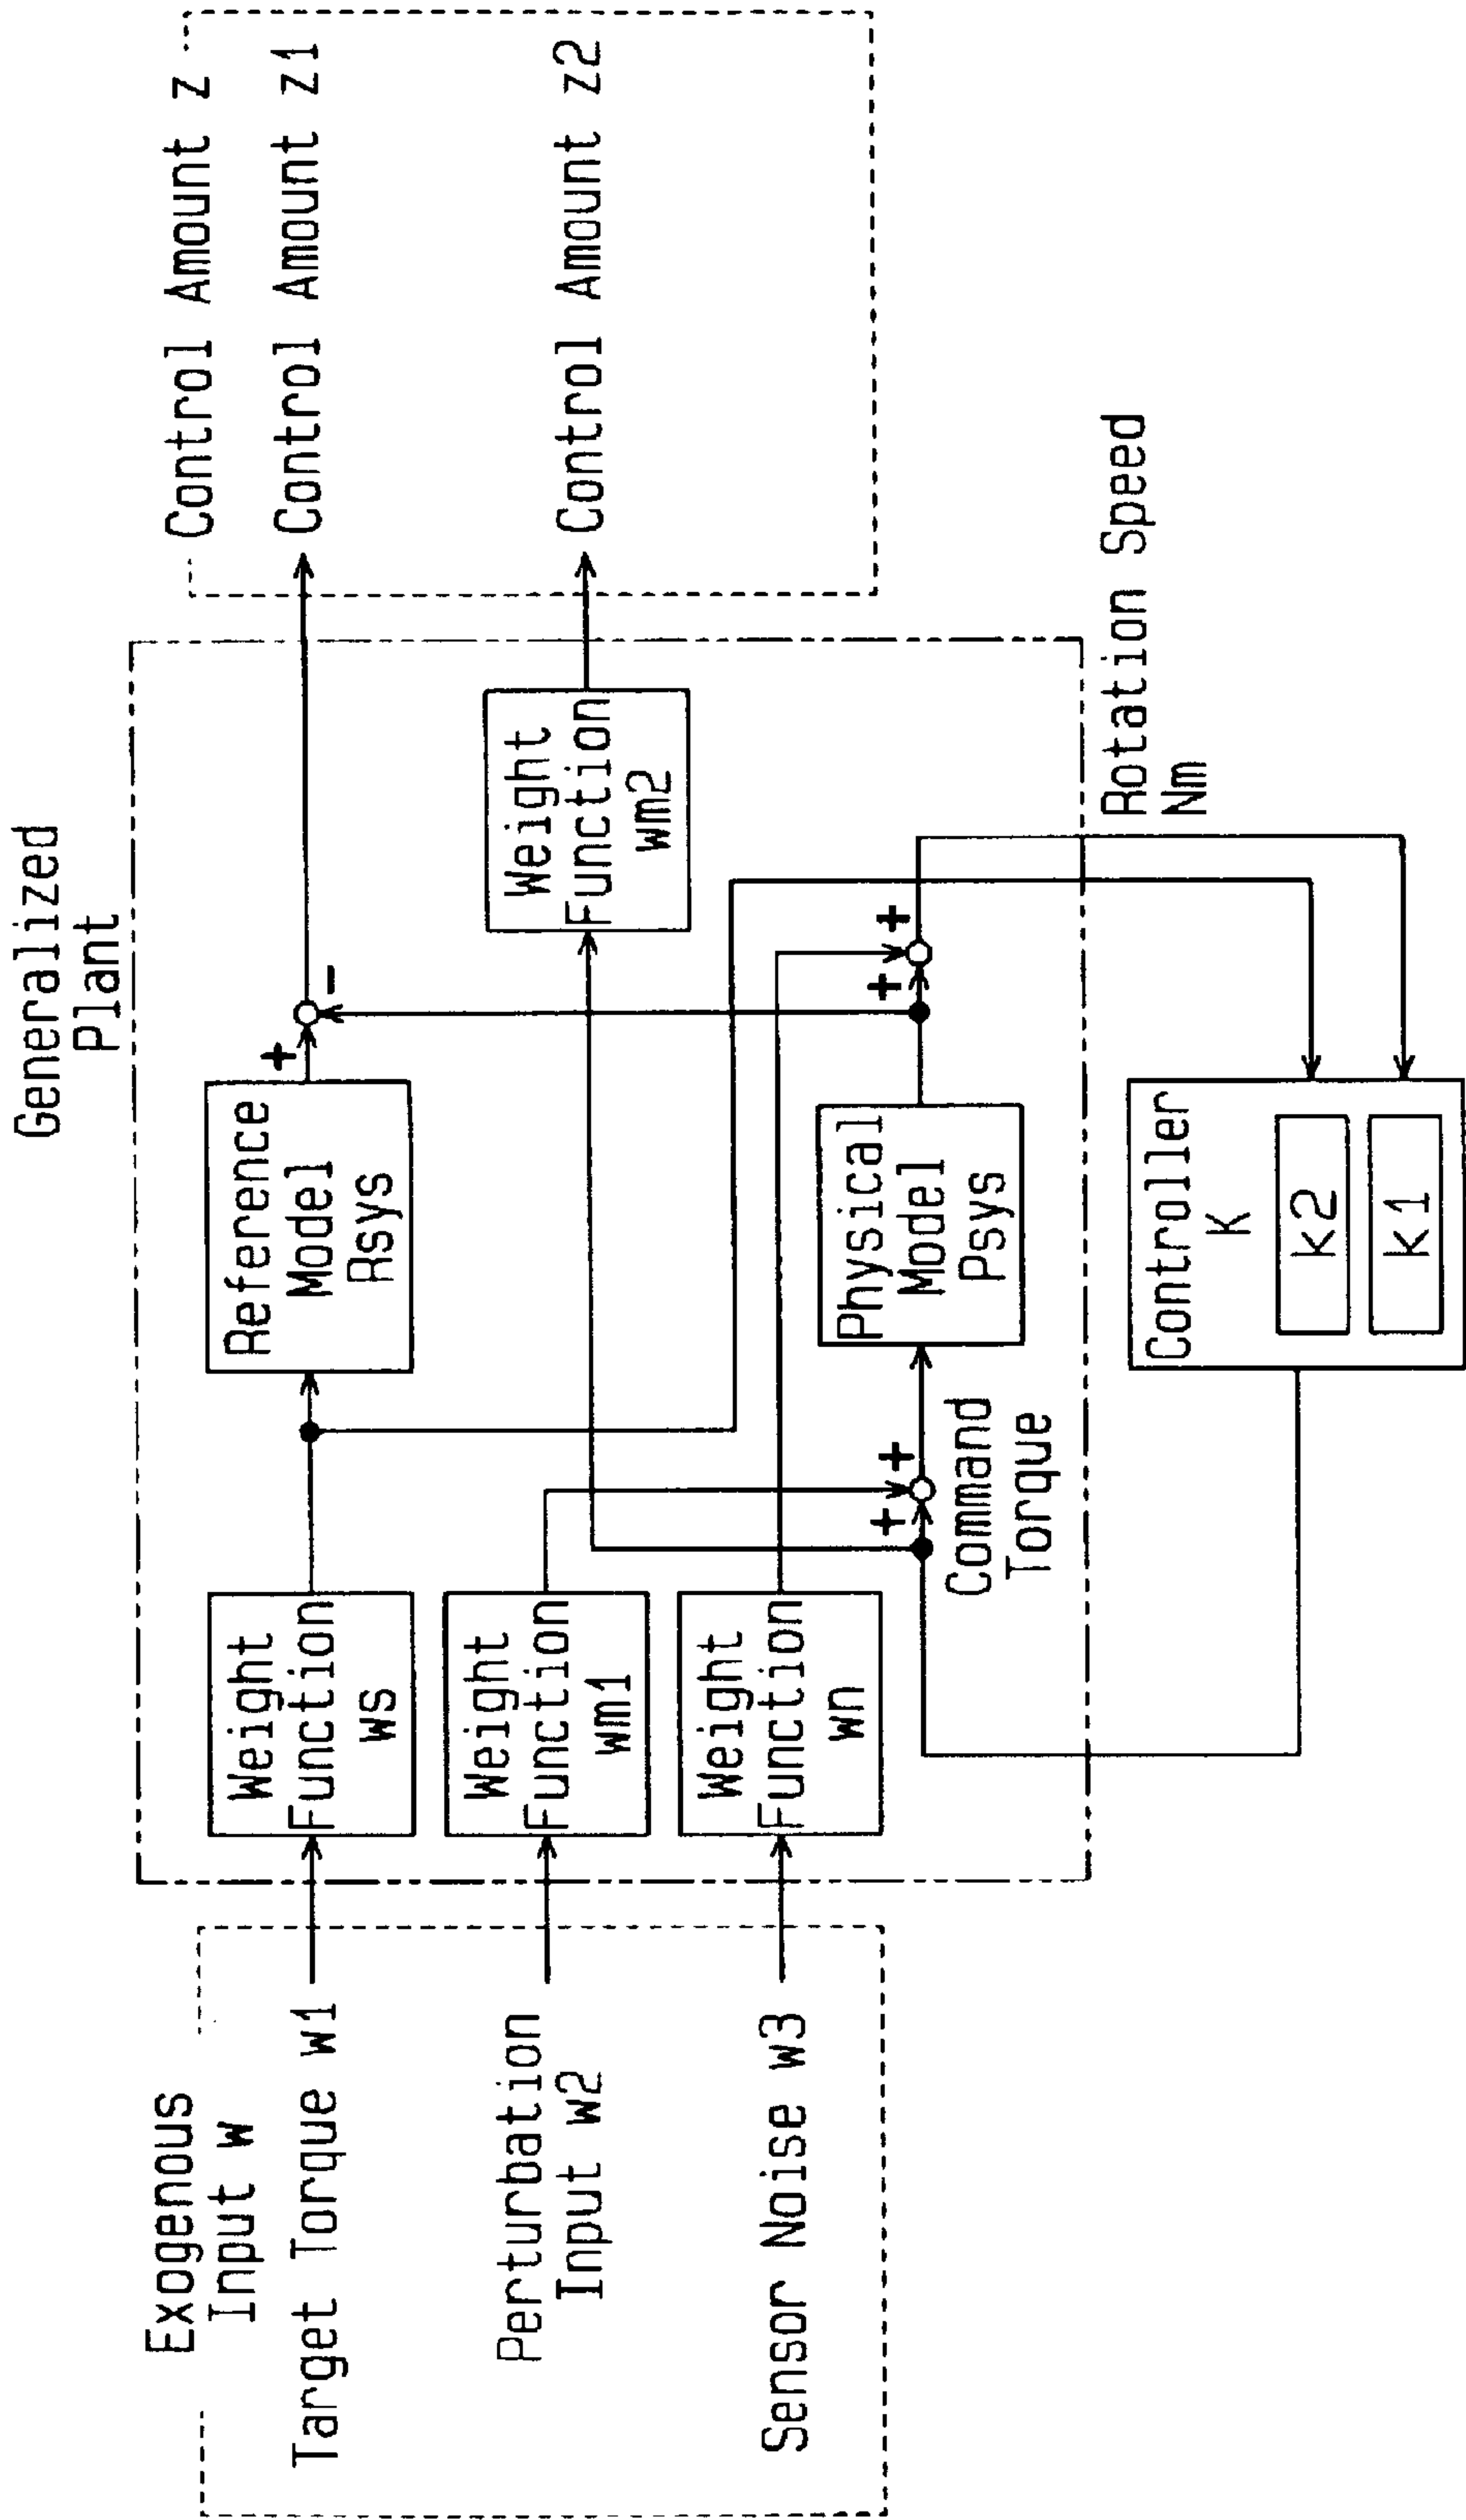 Generalized
Plant
Exogenous
Input w
Target Torque w1
Perturbation
Input w2
Sensor Noise w3
Weight
Function
ws
Weight
Function
wm1
Weight
Function
wn
Reference
Model
Rsys
+
-
Weight
Function
wm2
+
+
Command
Torque
Physical
Model
Psys
+
+
Control Amount z
Control Amount z1
Control Amount z2
Rotation Speed
Nm
Controller
K
K2
K1